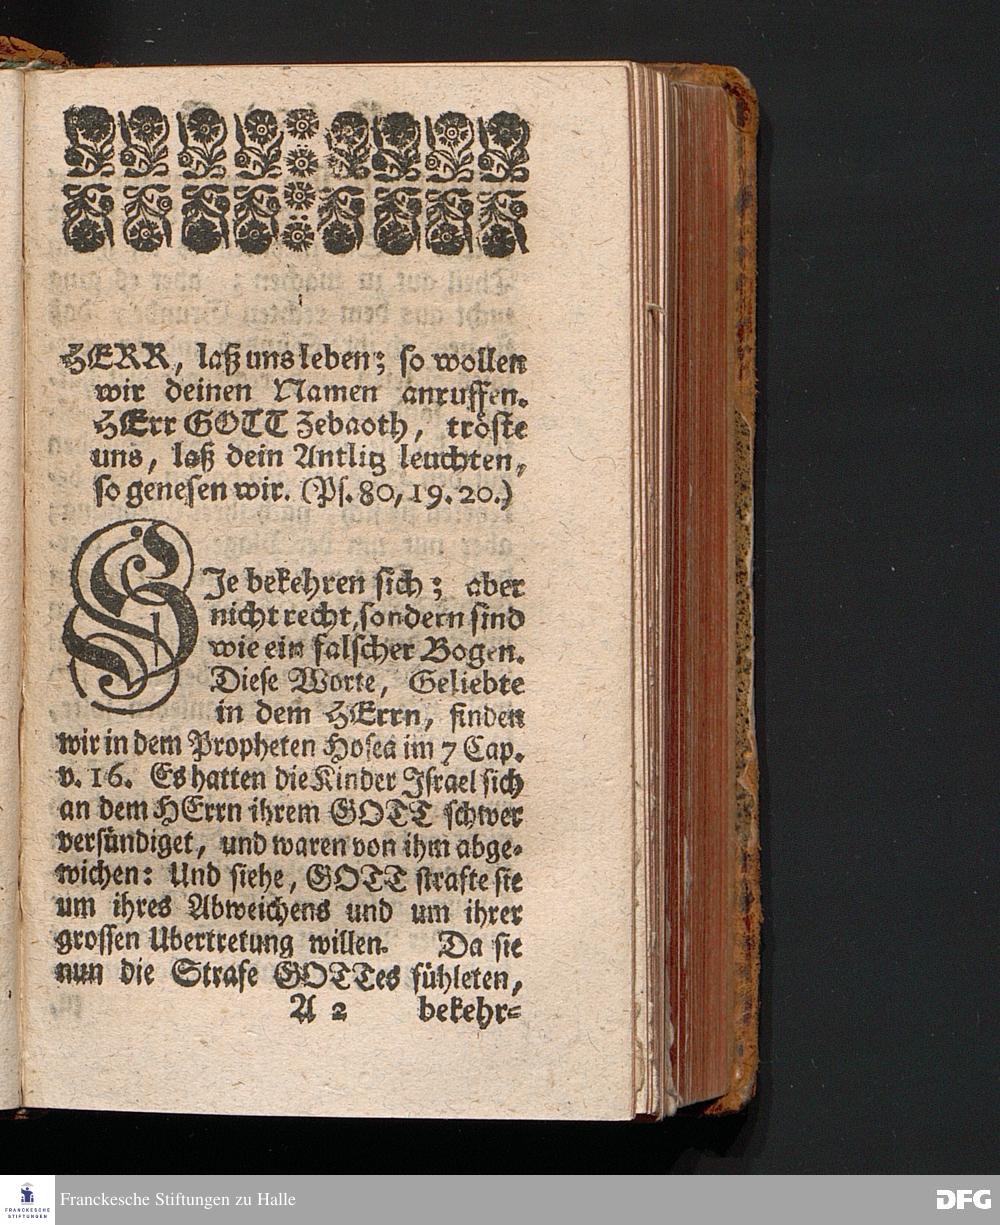 HERR, laß uns leben; so wollen
wir deinen Namen anruffen.
HErr GOTT Zebaoth, tröste
uns, laß dein Antlitz leuchten,
so genesen wir. (Ps. 80, 19. 20.)
SIe bekehren sich; aber
nicht recht, sondern sind
wie ein falscher Bogen.
Diese Worte, Geliebte
in dem HErrn, finden
wir in dem Propheten Hosea im 7 Cap.
v. 16. Es hatten die Kinder Israel sich
an dem HErrn ihrem GOTT schwer
versündiget, und waren von ihm abge-
wichen: Und siehe, GOTT strafte sie
um ihres Abweichens und um ihrer
grossen Ubertretung willen. Da sie
nun die Strafe GOTTes fühleten,
A 2 bekehr-
FRANCKESCHE
STIFTUNGEN
Franckesche Stiftungen zu Halle
DFG